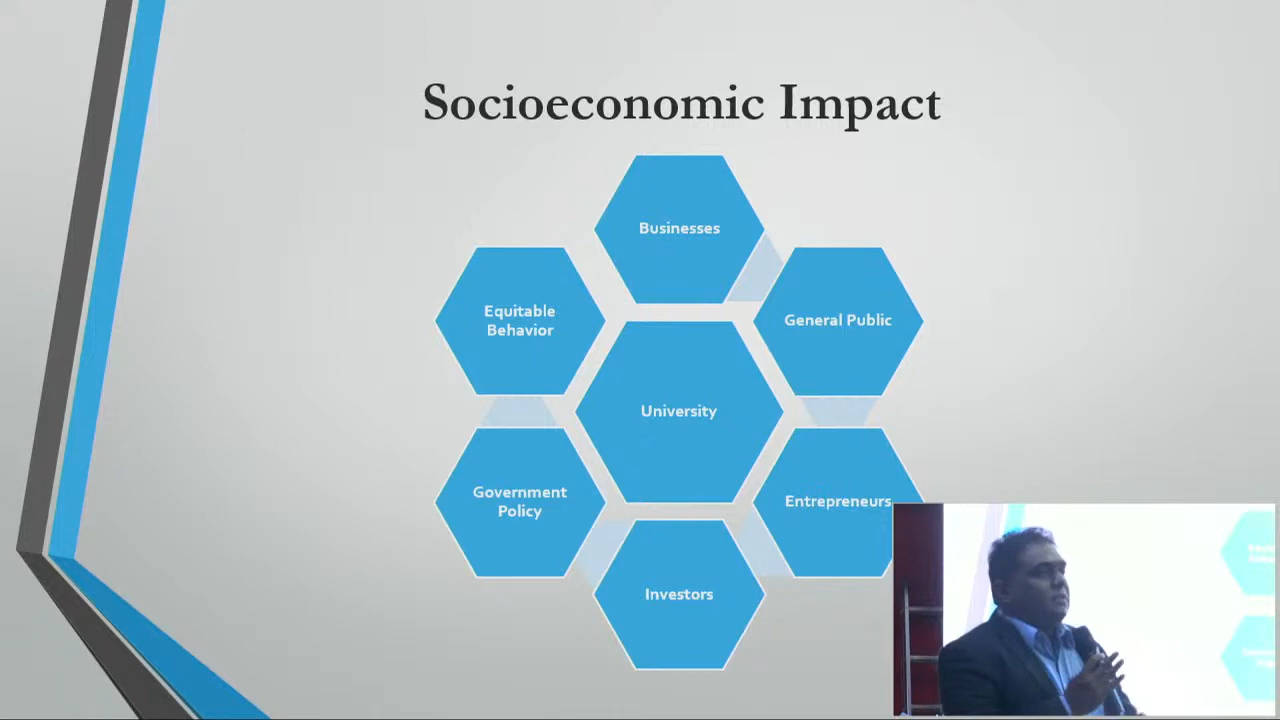 Socioeconomic Impact
Businesses
Equitable
Behavior
General Public
University
Government
Policy
Entrepreneurs
Investors